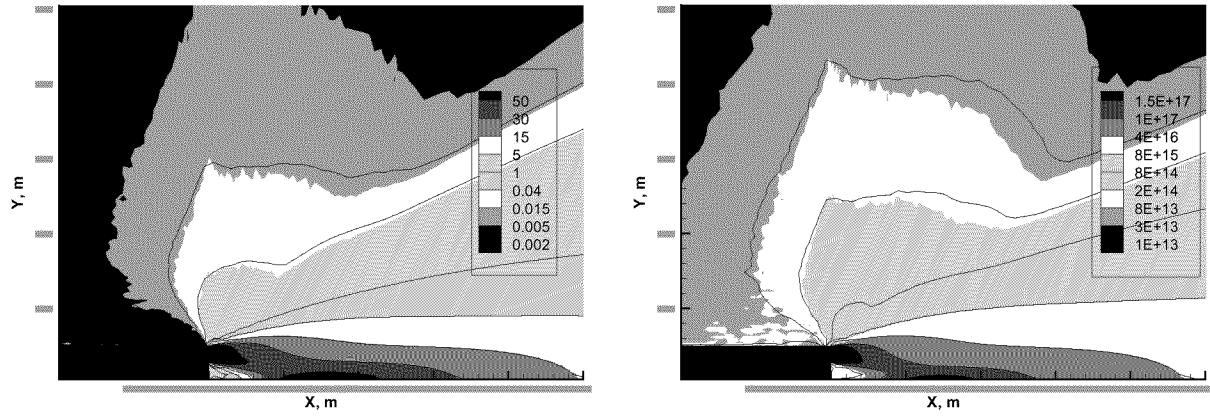 50
30
15
5
1
0.04
0.015
0.005
0.002
Y, m
X, m
1.5E+17
1E+17
4E+16
8E+15
8E+14
2E+14
8E+13
3E+13
1E+13
Y, m
X, m